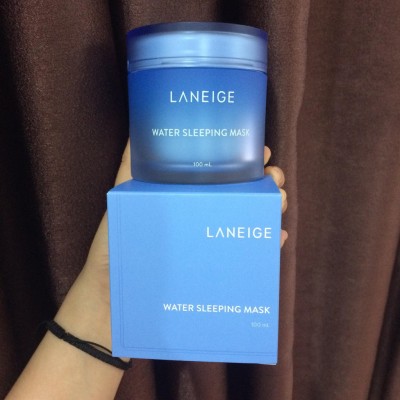 LANEIGE
WATER SLEEPING MASK
100 mL
LANEIGE
WATER SLEEPING MASK
100 mL